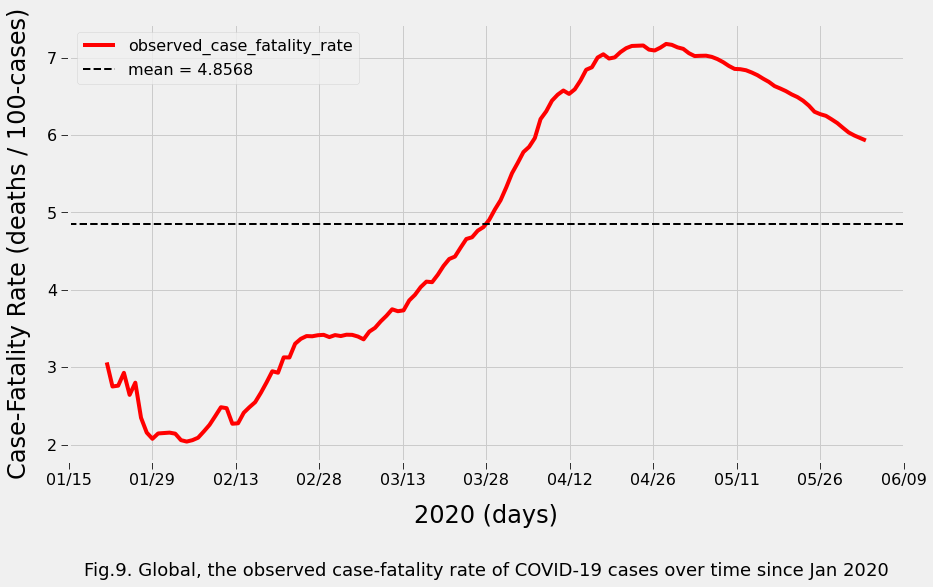 observed_case_fatality_rate
mean = 4.8568
Case-Fatality Rate (deaths / 100-cases)
7
6
5
4
3
2
01/15 01/29 02/13 02/28 03/13 03/28 04/12 04/26 05/11 05/26 06/09
2020 (days)
Fig.9. Global, the observed case-fatality rate of COVID-19 cases over time since Jan 2020